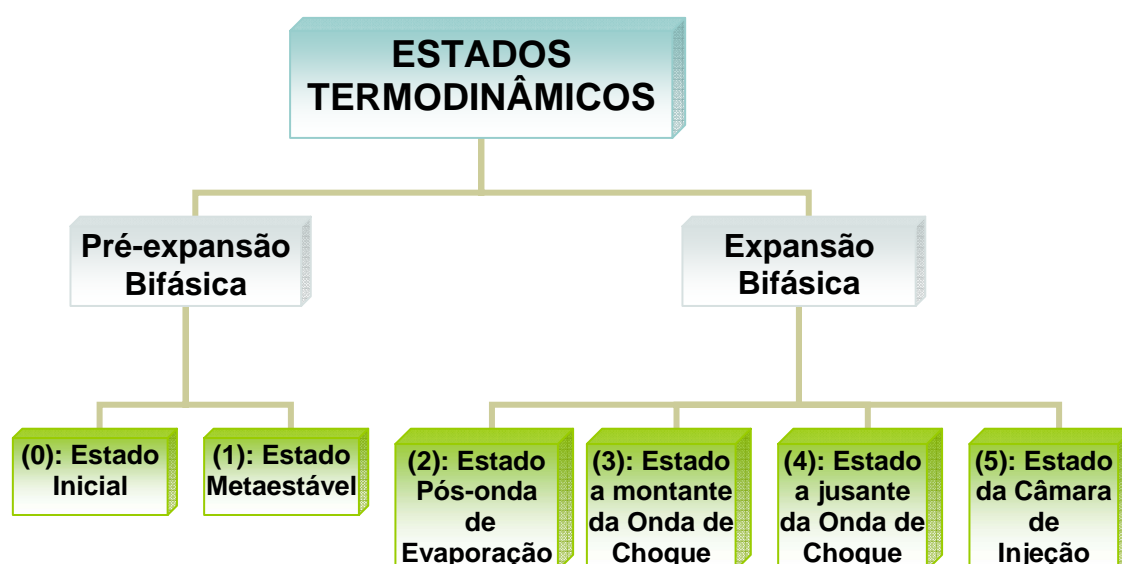 ESTADOS
TERMODINÂMICOS
Pré-expansão
Bifásica
Expansão
Bifásica
(0): Estado
Inicial
(1): Estado
Metaestável
(2): Estado
Pós-onda
de
Evaporação
(3): Estado
a montante
da Onda de
Choque
(4): Estado
a jusante
da Onda de
Choque
(5): Estado
da Câmara
de
Injeção